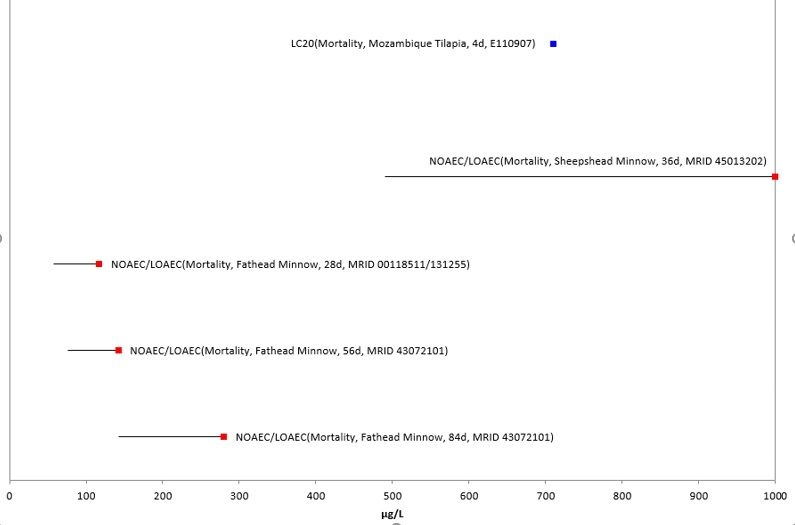 LC20(Mortality, Mozambique Tilapia, 4d, E110907)
NOAEC/LOAEC(Mortality, Sheepshead Minnow, 36d, MRID 45013202)
NOAEC/LOAEC(Mortality, Fathead Minnow, 28d, MRID 00118511/131255)
NOAEC/LOAEC(Mortality, Fathead Minnow, 56d, MRID 43072101)
NOAEC/LOAEC(Mortality, Fathead Minnow, 84d, MRID 43072101)
0 100 200 300 400 500 600 700 800 900 1000
µg/L